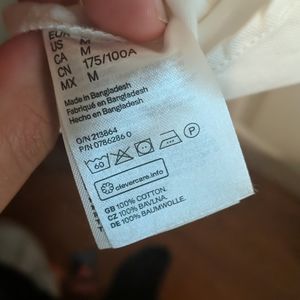 EUR M
US M
CA M
CN 175/100A
MX M
Made in Bangladesh
Fabriqué en Bangladesh
Hecho en Bangladesh
O/N 213864
P/N 0786286 0
60 P
clevercare.info
GB 100% COTTON.
CZ 100% BAVLNA.
DE 100% BAUMWOLLE.